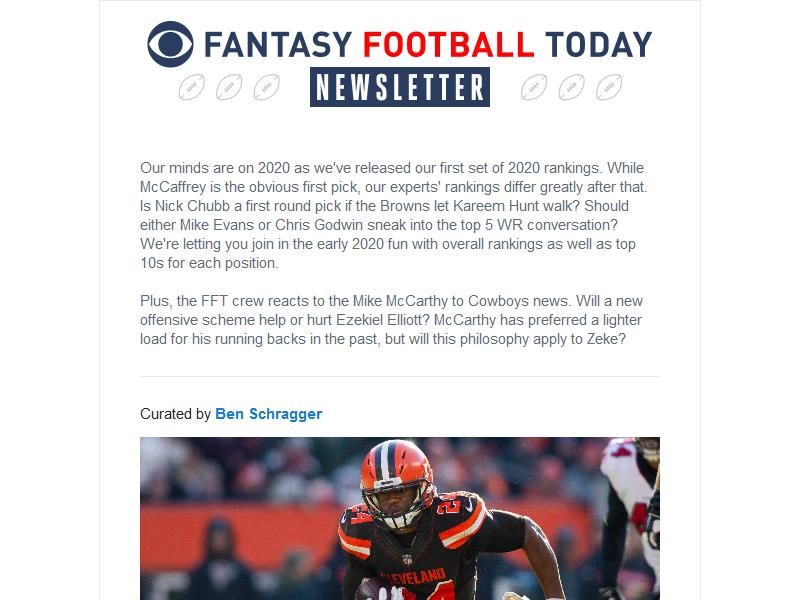 FANTASY FOOTBALL TODAY
NEWSLETTER
Our minds are on 2020 as we've released our first set of 2020 rankings. While
McCaffrey is the obvious first pick, our experts' rankings differ greatly after that.
Is Nick Chubb a first round pick if the Browns let Kareem Hunt walk? Should
either Mike Evans or Chris Godwin sneak into the top 5 WR conversation?
We're letting you join in the early 2020 fun with overall rankings as well as top
10s for each position.
Plus, the FFT crew reacts to the Mike McCarthy to Cowboys news. Will a new
offensive scheme help or hurt Ezekiel Elliott? McCarthy has preferred a lighter
load for his running backs in the past, but will this philosophy apply to Zeke?
Curated by Ben Schragger
24
24
CLEVELAND
24